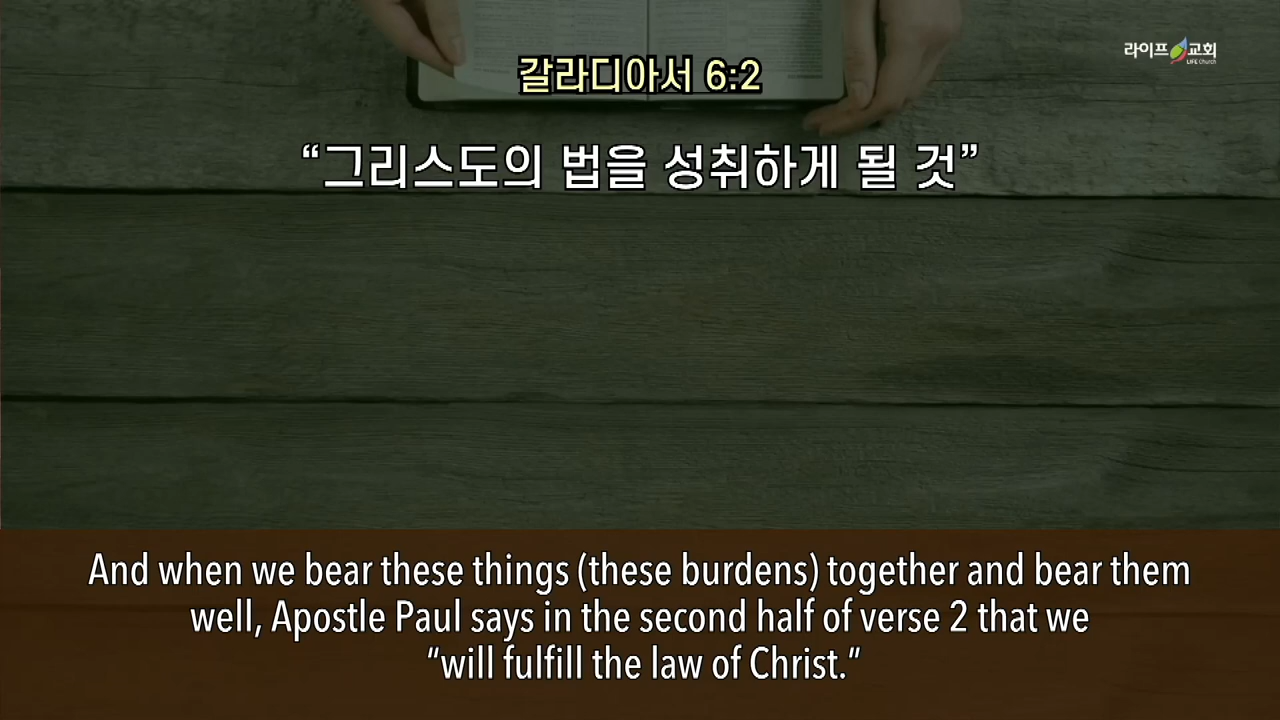 라이프교회
LIFE Church
갈라디아서 6:2
“그리스도의 법을 성취하게 될 것”
And when we bear these things (these burdens) together and bear them
well, Apostle Paul says in the second half of verse 2 that we
“will fulfill the law of Christ.”